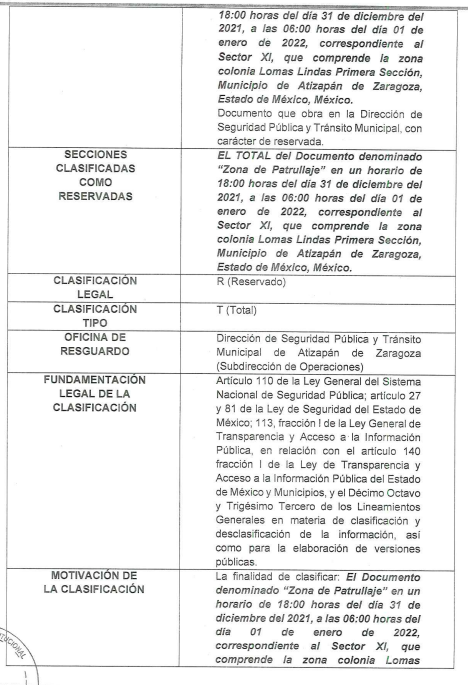 18:00 horas del día 31 de diciembre del
2021, a las 06:00 horas del día 01 de
enero de 2022, correspondiente al
Sector XI, que comprende la zona
colonia Lomas Lindas Primera Sección,
Municipio de Atizapán de Zaragoza,
Estado de México, México.
Documento que obra en la Dirección de
Seguridad Pública y Tránsito Municipal, con
carácter de reservada.
SECCIONES
CLASIFICADAS
COMO
RESERVADAS
EL TOTAL del Documento denominado
“Zona de Patrullaje” en un horario de
18:00 horas del día 31 de diciembre del
2021, a las 06:00 horas del día 01 de
enero de 2022, correspondiente al
Sector XI, que comprende la zona
colonia Lomas Lindas Primera Sección,
Municipio de Atizapán de Zaragoza,
Estado de México, México.
CLASIFICACIÓN
LEGAL
R (Reservado)
CLASIFICACIÓN
TIPO
T (Total)
OFICINA DE
RESGUARDO
Dirección de Seguridad Pública y Tránsito
Municipal de Atizapán de Zaragoza
(Subdirección de Operaciones)
FUNDAMENTACIÓN
LEGAL DE LA
CLASIFICACIÓN
Artículo 110 de la Ley General del Sistema
Nacional de Seguridad Pública; artículo 27
y 81 de la Ley de Seguridad del Estado de
México; 113, fracción I de la Ley General de
Transparencia y Acceso a la Información
Pública, en relación con el artículo 140
fracción I de la Ley de Transparencia y
Acceso a la Información Pública del Estado
de México y Municipios, y el Décimo Octavo
y Trigésimo Tercero de los Lineamientos
Generales en materia de clasificación y
desclasificación de la información, así
como para la elaboración de versiones
públicas.
MOTIVACIÓN DE
LA CLASIFICACIÓN
La finalidad de clasificar: El Documento
denominado “Zona de Patrullaje” en un
horario de 18:00 horas del día 31 de
diciembre del 2021, a las 06:00 horas del
día 01 de enero de 2022,
correspondiente al Sector XI, que
comprende la zona colonia Lomas